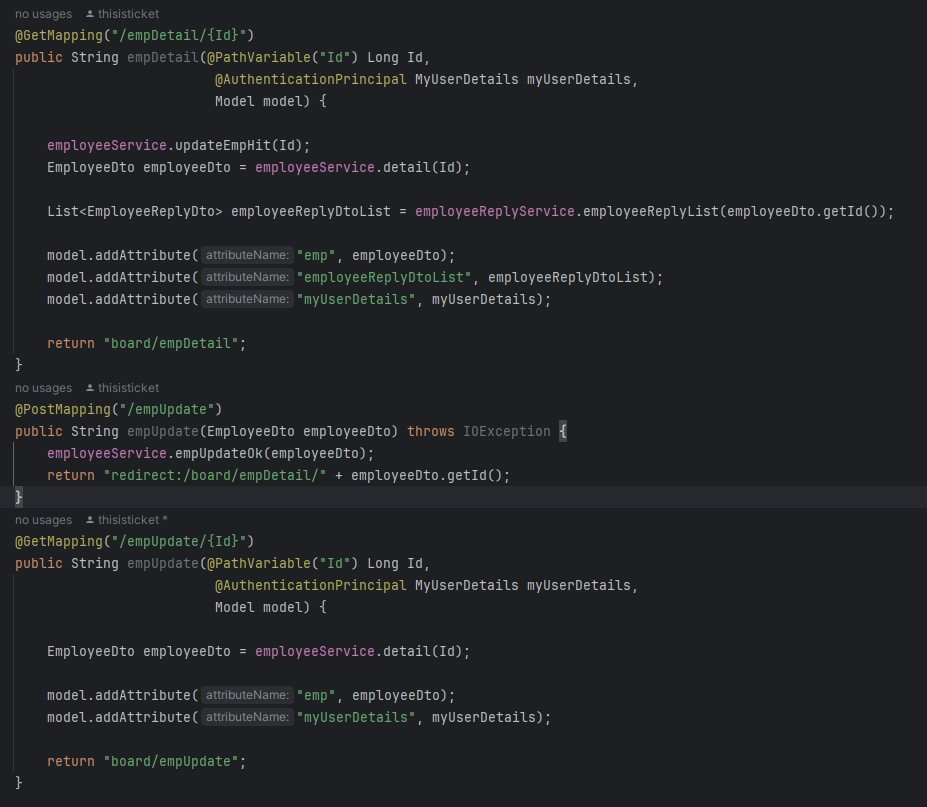 no usages thisisticket
@GetMapping("/empDetail/{Id}")
public String empDetail(@PathVariable("Id") Long Id,
@AuthenticationPrincipal MyUserDetails myUserDetails,
Model model) {
employeeService.updateEmpHit(Id);
EmployeeDto employeeDto = employeeService.detail(Id);
List<EmployeeReplyDto> employeeReplyDtoList = employeeReplyService.employeeReplyList(employeeDto.getId());
model.addAttribute( attributeName: "emp", employeeDto);
model.addAttribute( attributeName: "employeeReplyDtoList", employeeReplyDtoList);
model.addAttribute( attributeName: "myUserDetails", myUserDetails);
return "board/empDetail";
}
no usages thisisticket
@PostMapping("/empUpdate")
public String empUpdate(EmployeeDto employeeDto) throws IOException {
employeeService.empUpdateOk(employeeDto);
return "redirect:/board/empDetail/" + employeeDto.getId();
}
no usages thisisticket *
@GetMapping("/empUpdate/{Id}")
public String empUpdate(@PathVariable("Id") Long Id,
@AuthenticationPrincipal MyUserDetails myUserDetails,
Model model) {
EmployeeDto employeeDto = employeeService.detail(Id);
model.addAttribute( attributeName: "emp", employeeDto);
model.addAttribute( attributeName: "myUserDetails", myUserDetails);
return "board/empUpdate";
}